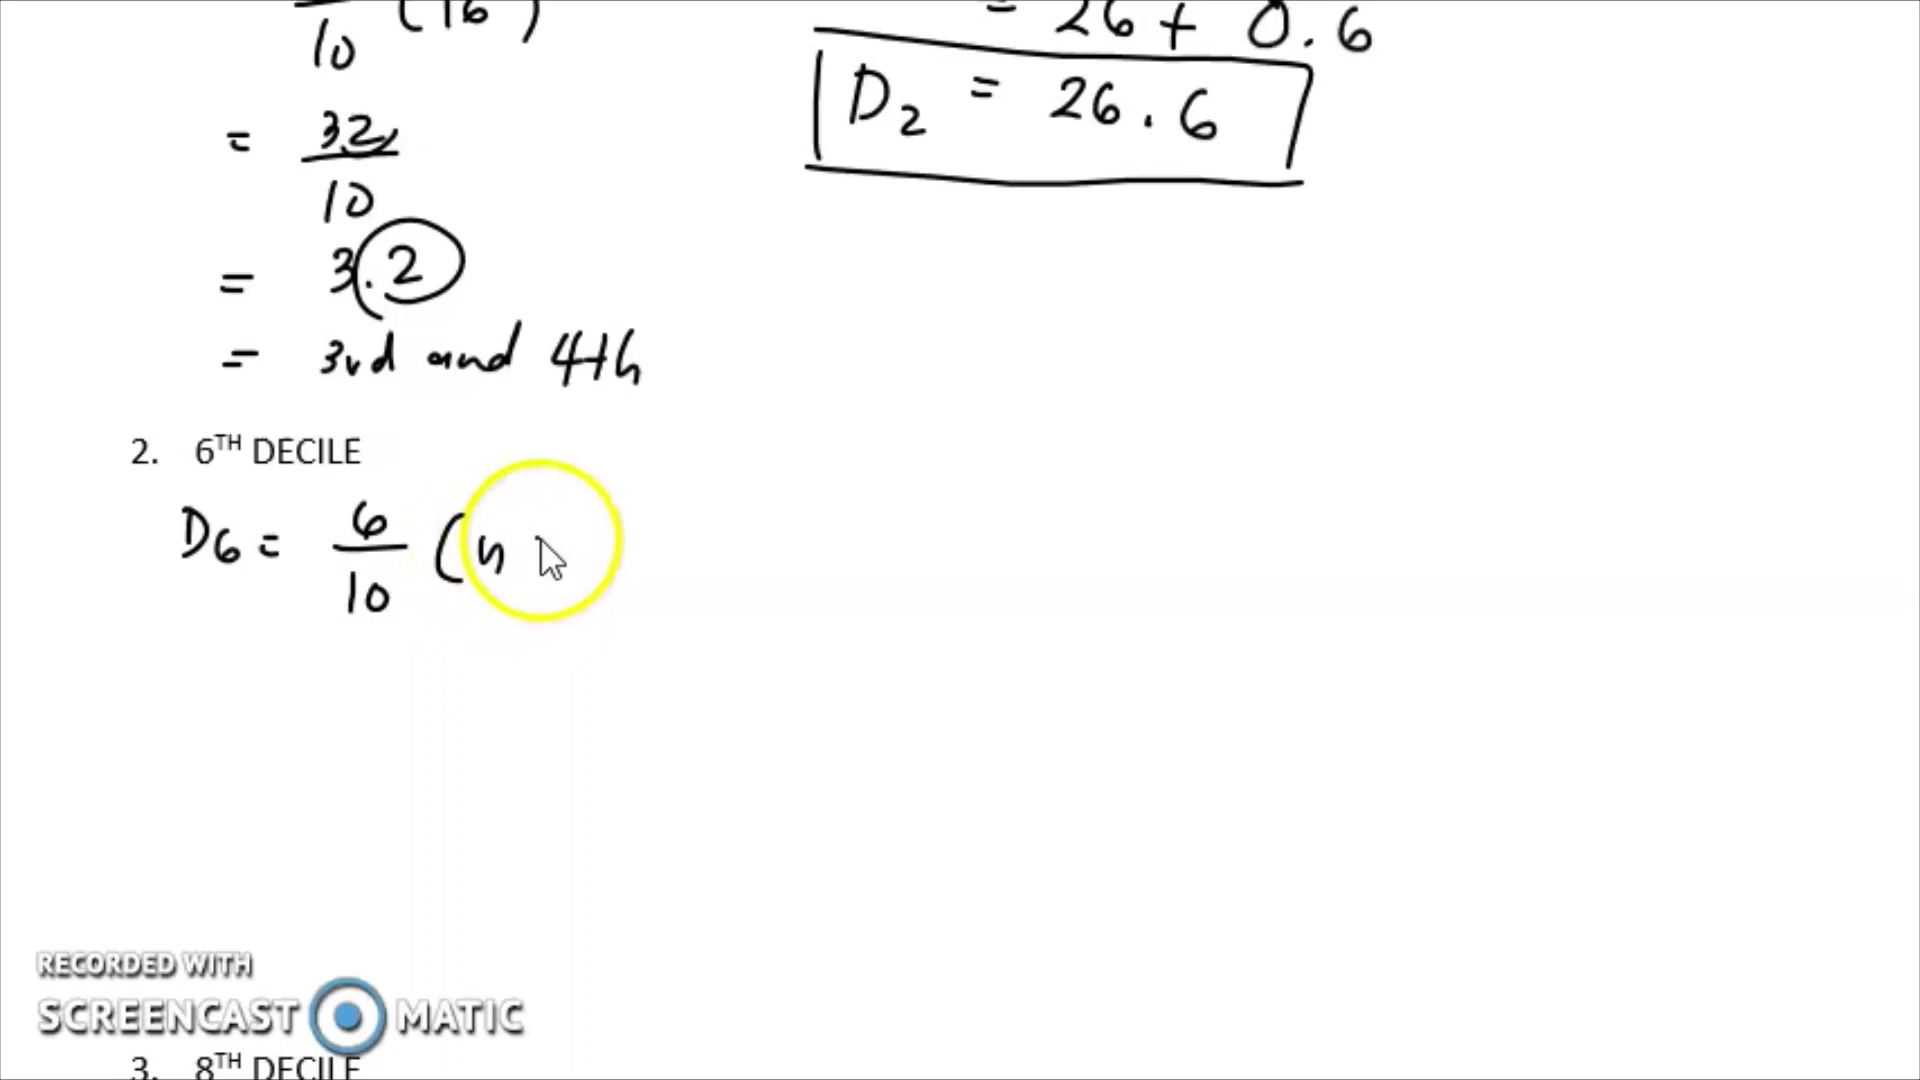 10 (16)
= 26 + 0.6
D2 = 26.6
= 32
10
= 3.2
= 3rd and 4th
2. 6TH DECILE
D6 = 6
10 (n
RECORDED WITH
SCREENCAST MATIC
3. 8TH DECILE